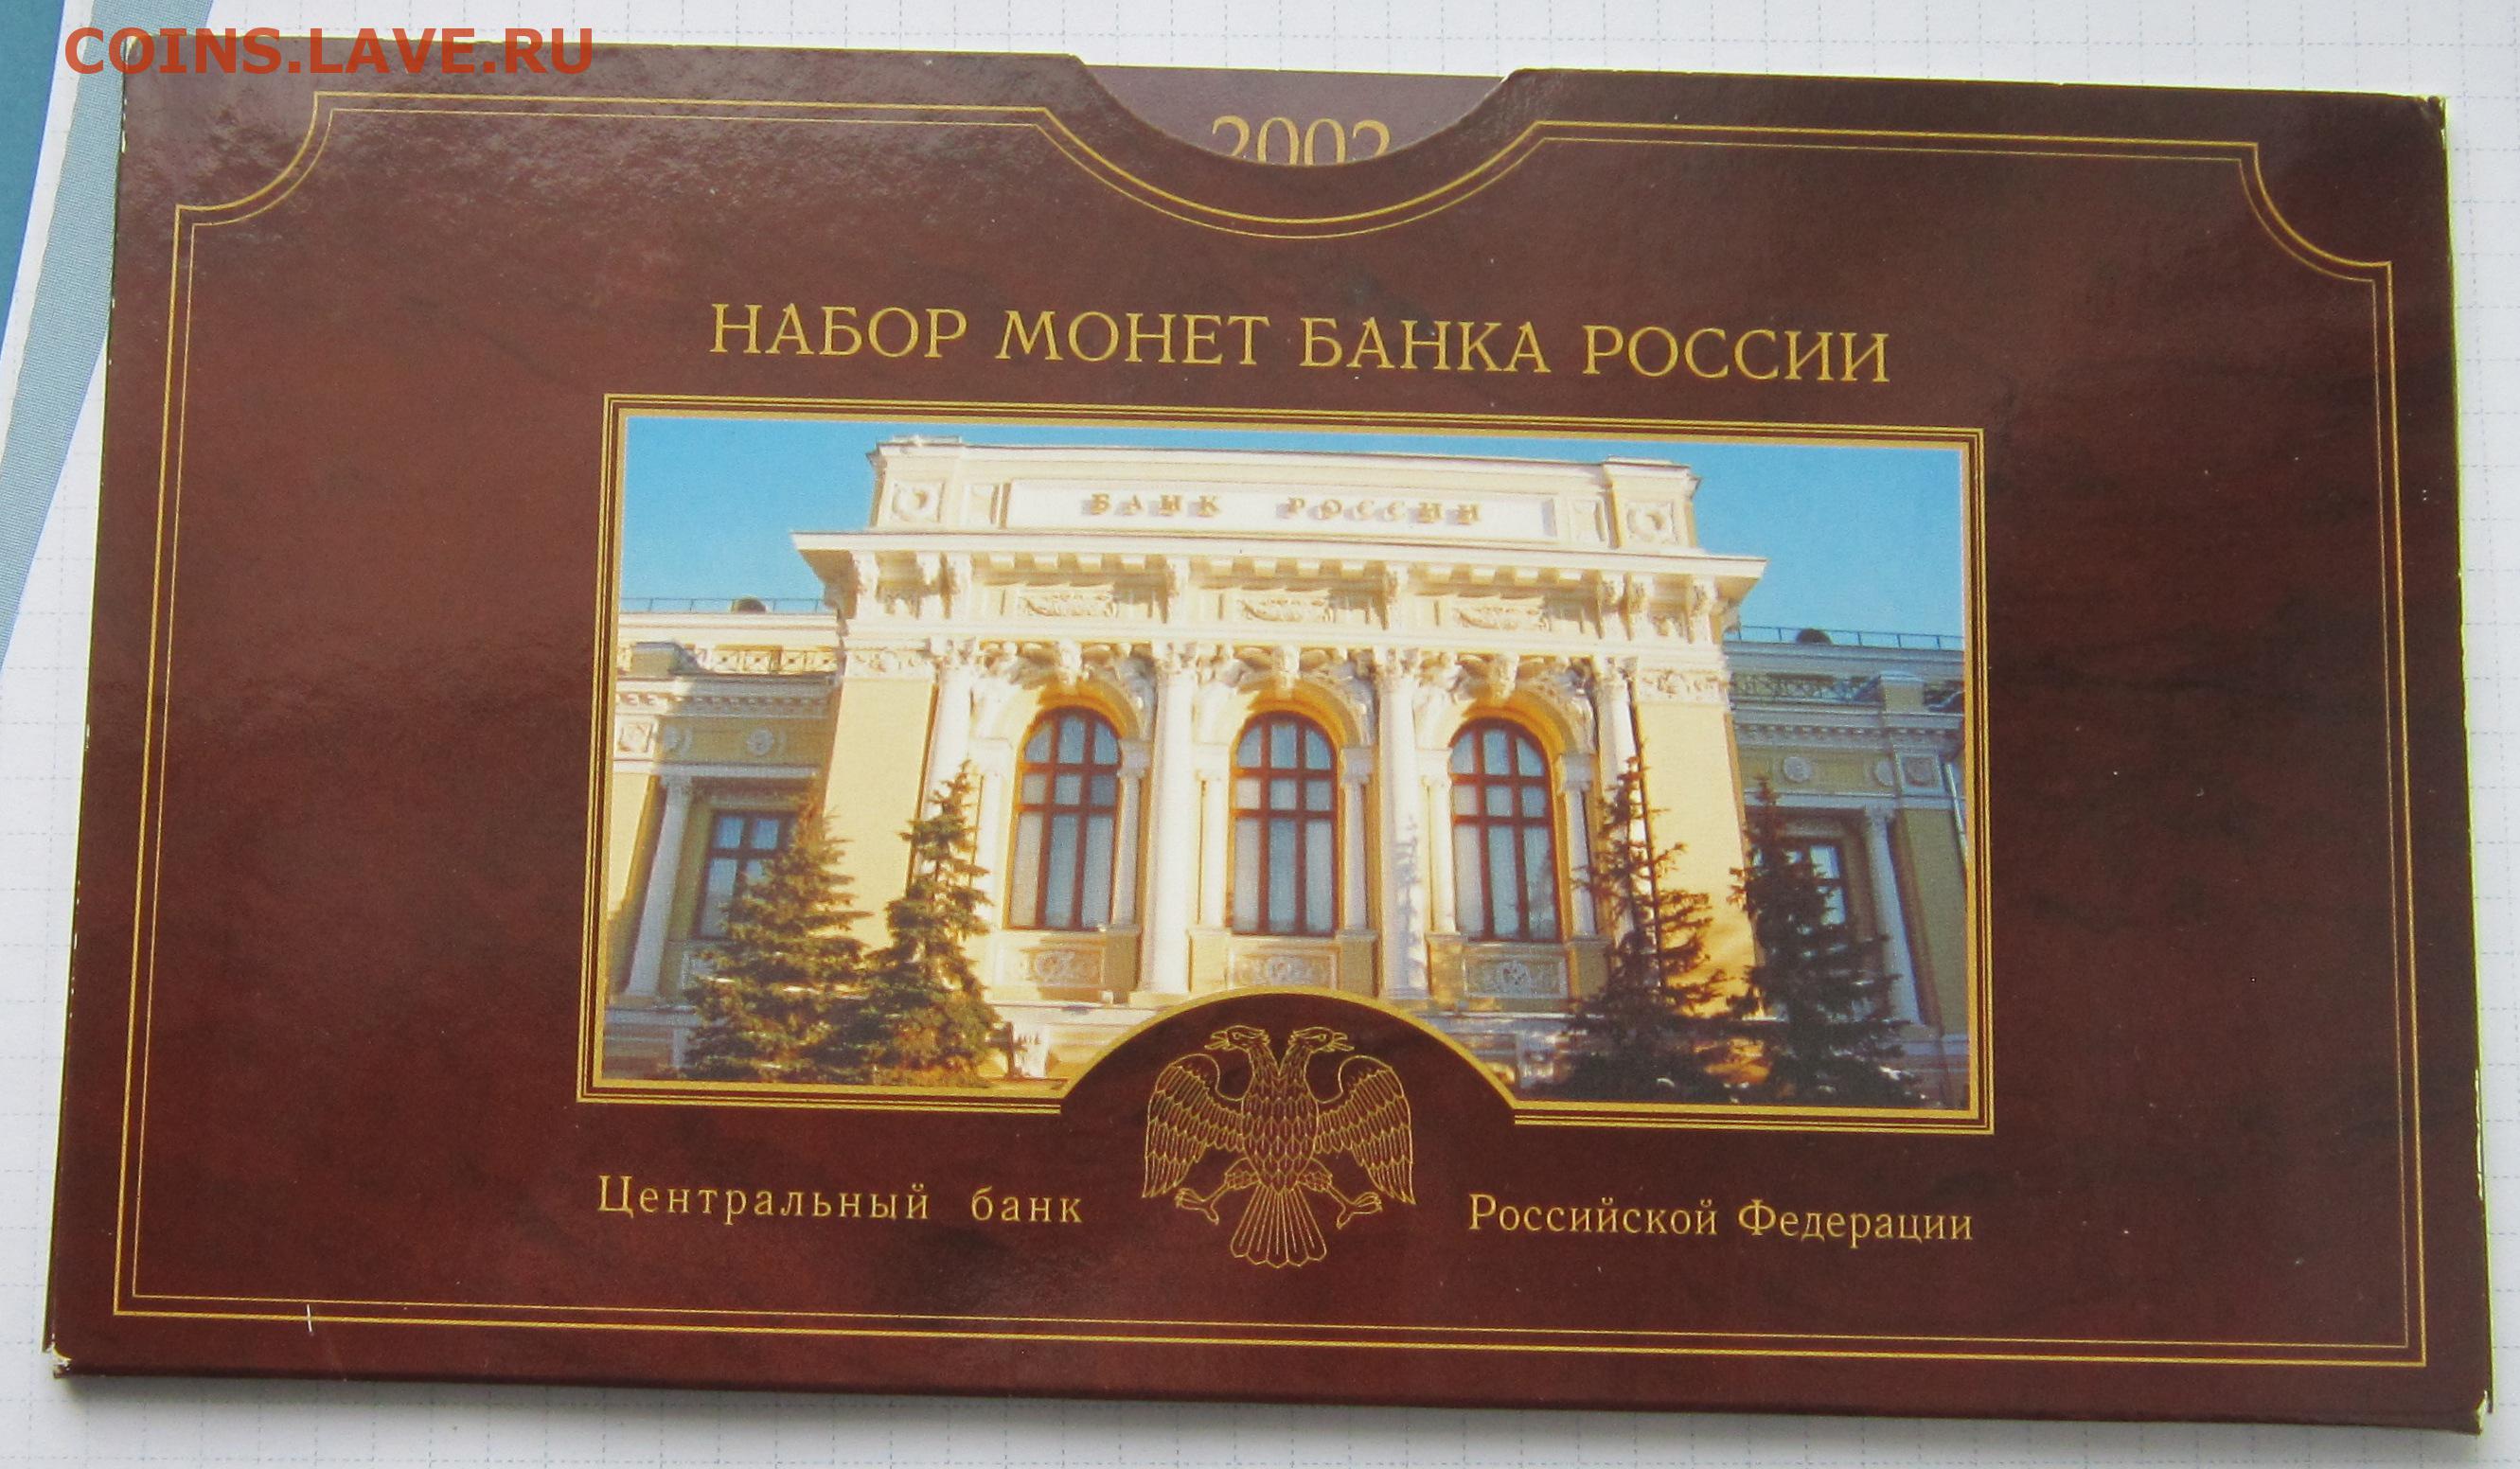 COINS.LAVE.RU
НАБОР МОНЕТ БАНКА РОССИИ
БАНК РОССИИ
Центральный банк Российской Федерации